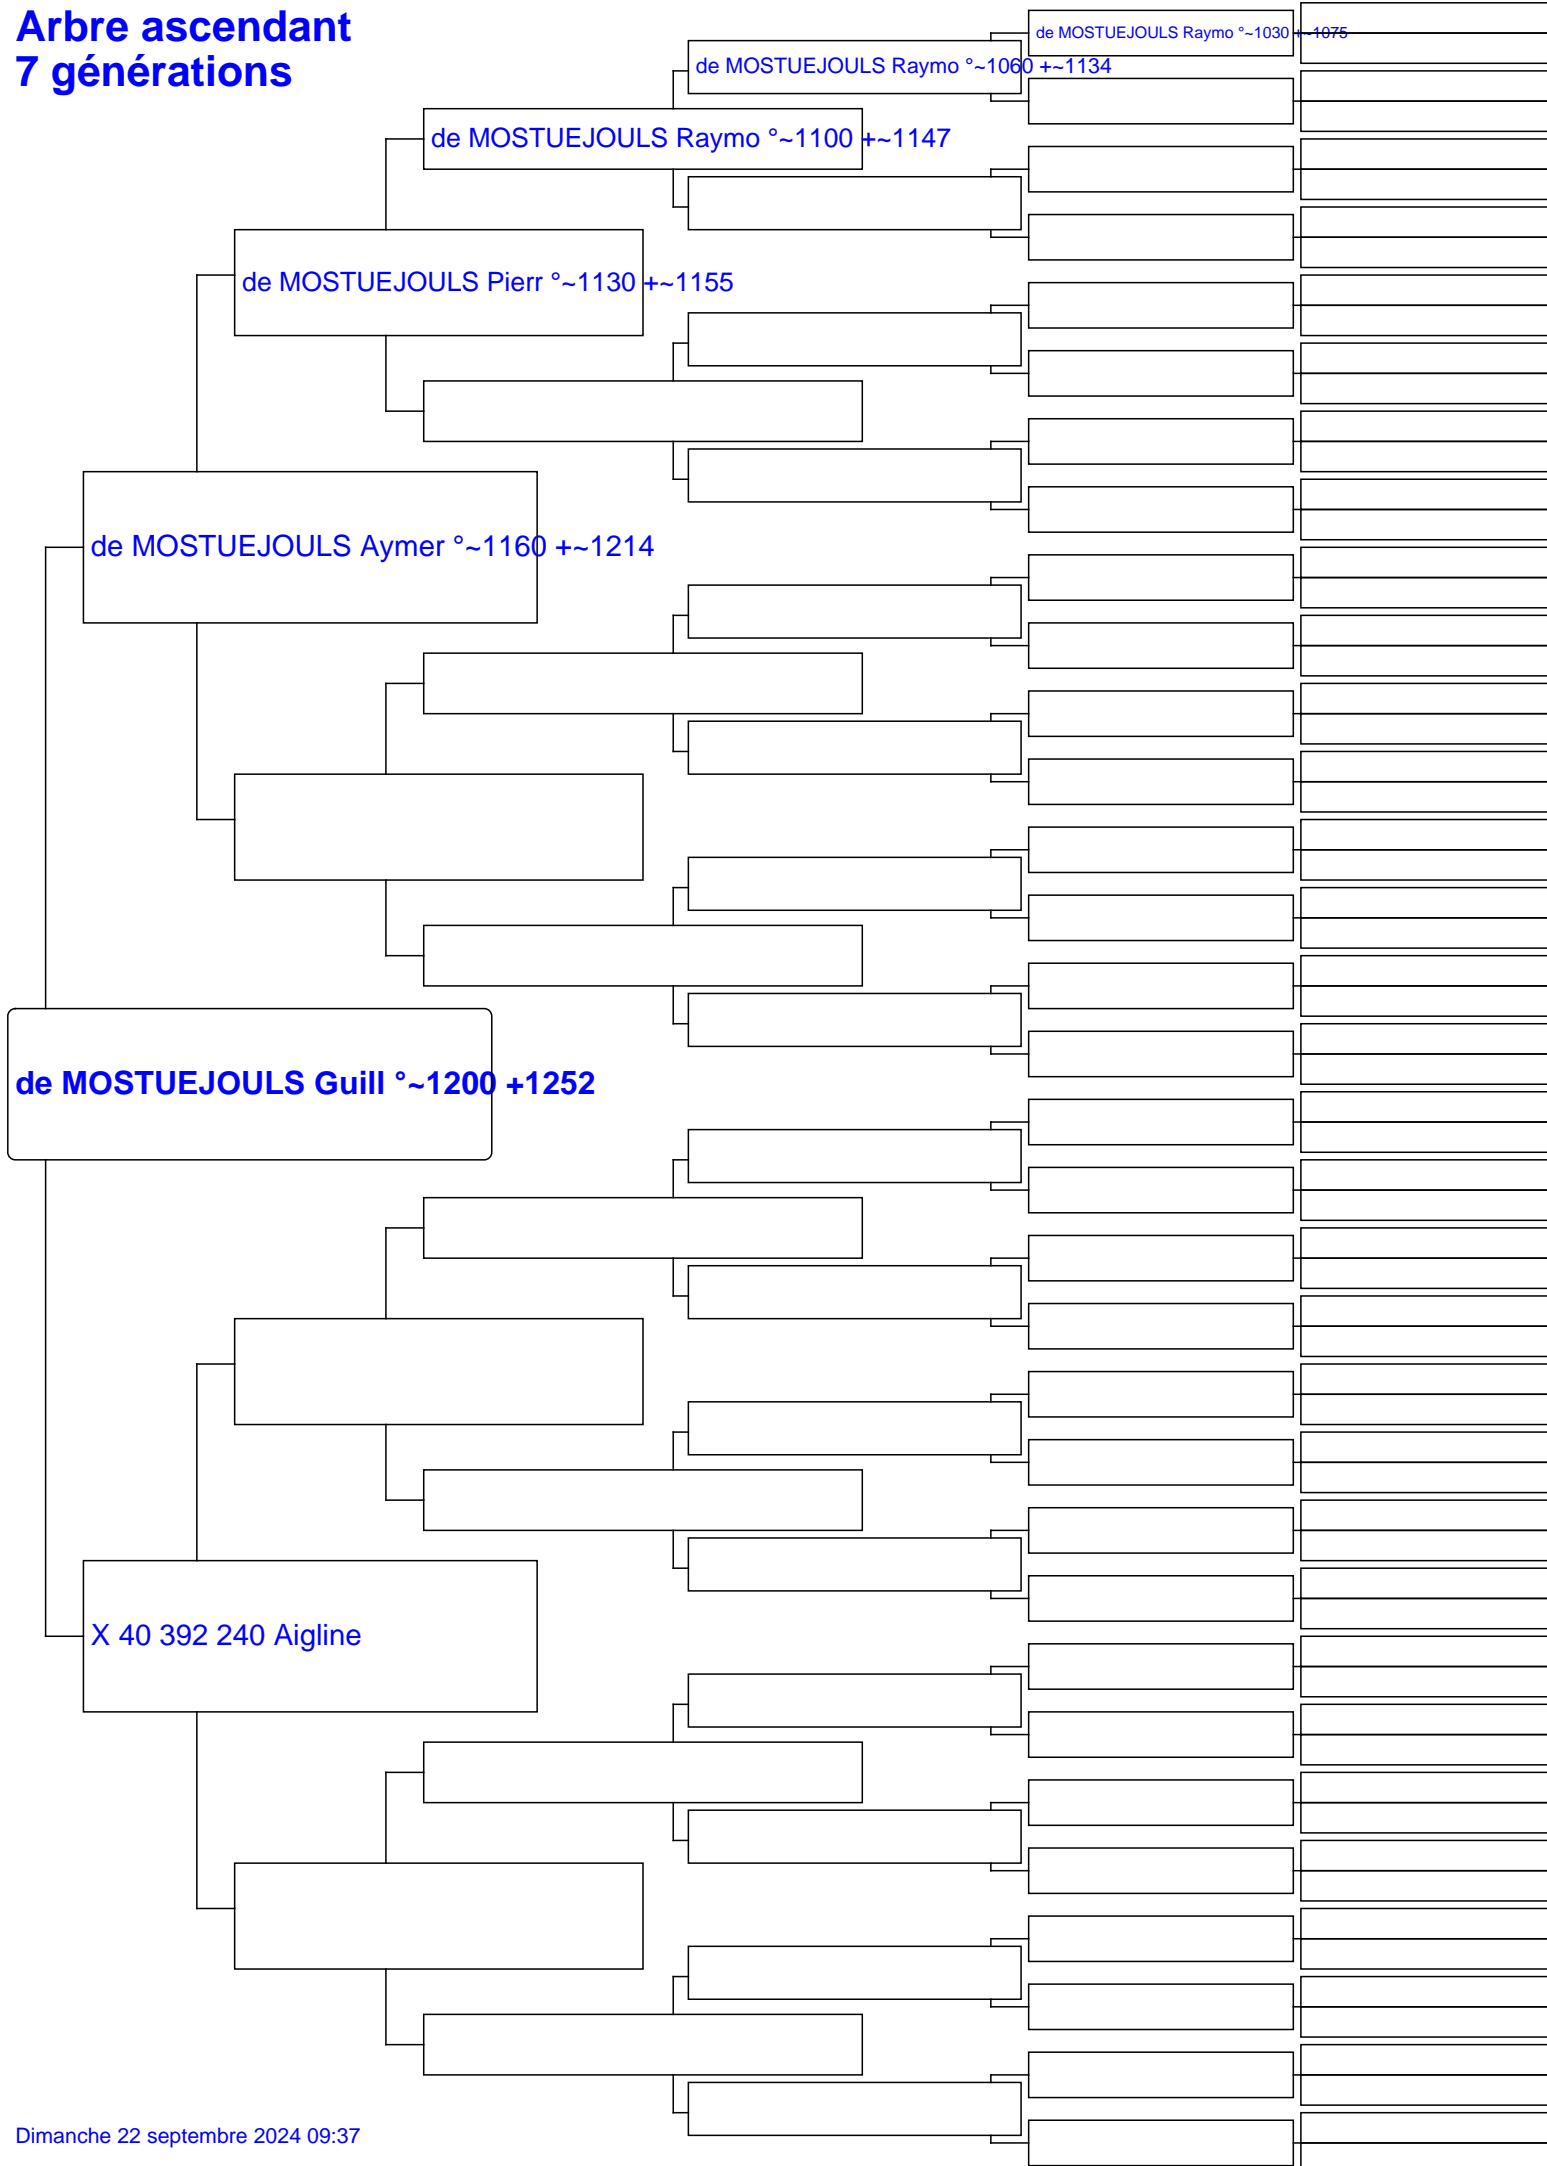 Arbre ascendant
7 générations
de MOSTUEJOULS Raymo °~1030 +~1075
de MOSTUEJOULS Raymo °~1060 +~1134
de MOSTUEJOULS Raymo °~1100 +~1147
de MOSTUEJOULS Pierr °~1130 +~1155
de MOSTUEJOULS Aymer °~1160 +~1214
de MOSTUEJOULS Guill °~1200 +1252
X 40 392 240 Aigline
Dimanche 22 septembre 2024 09:37